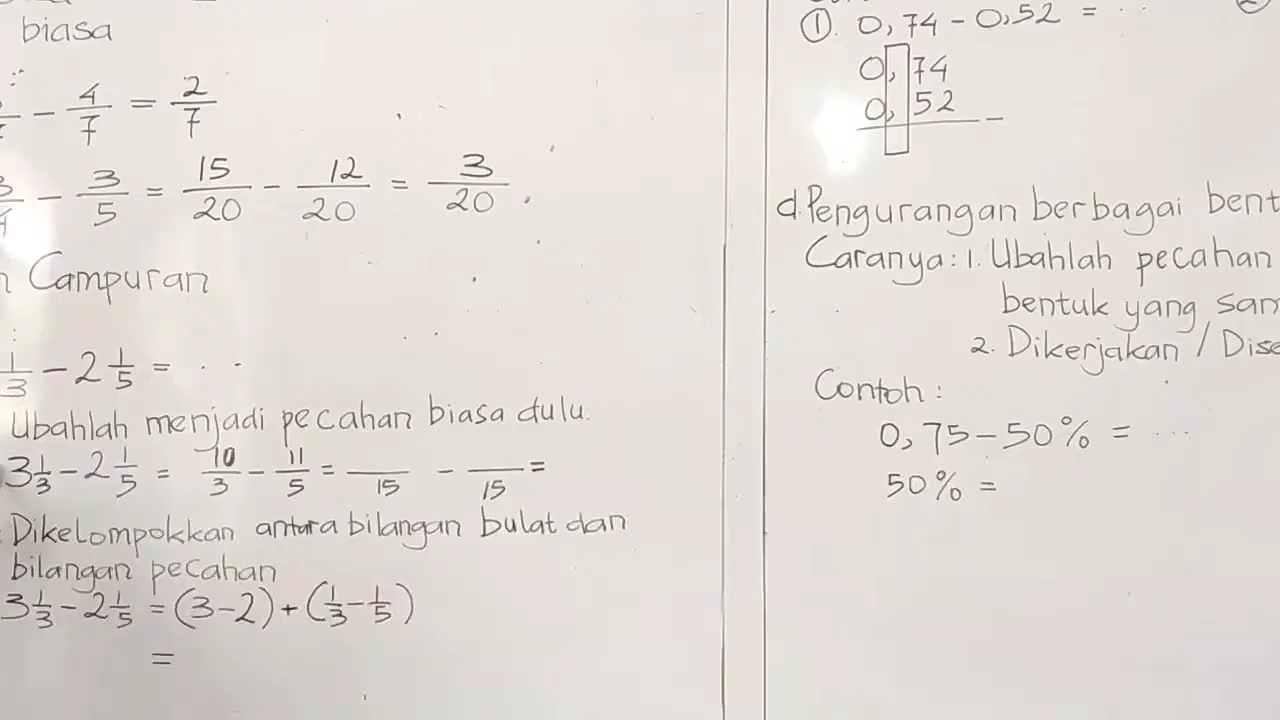 biasa
- 4/7 = 2/7
- 3/5 = 15/20 - 12/20 = 3/20.
Campuran
1/3 - 2 1/5 = . .
Ubahlah menjadi pecahan biasa dulu.
3 1/3 - 2 1/5 = 10/3 - 11/5 = /15 - /15 =
Dikelompokkan antara bilangan bulat dan
bilangan pecahan
3 1/3 - 2 1/5 = (3-2) + (1/3 - 1/5)
=
①. 0,74 - 0,52 = . .
0,74
0,52 -
d. Pengurangan berbagai bent
Caranya: 1. Ubahlah pecahan
bentuk yang sam
2. Dikerjakan / Dise
Contoh :
0,75 - 50% = ...
50% =